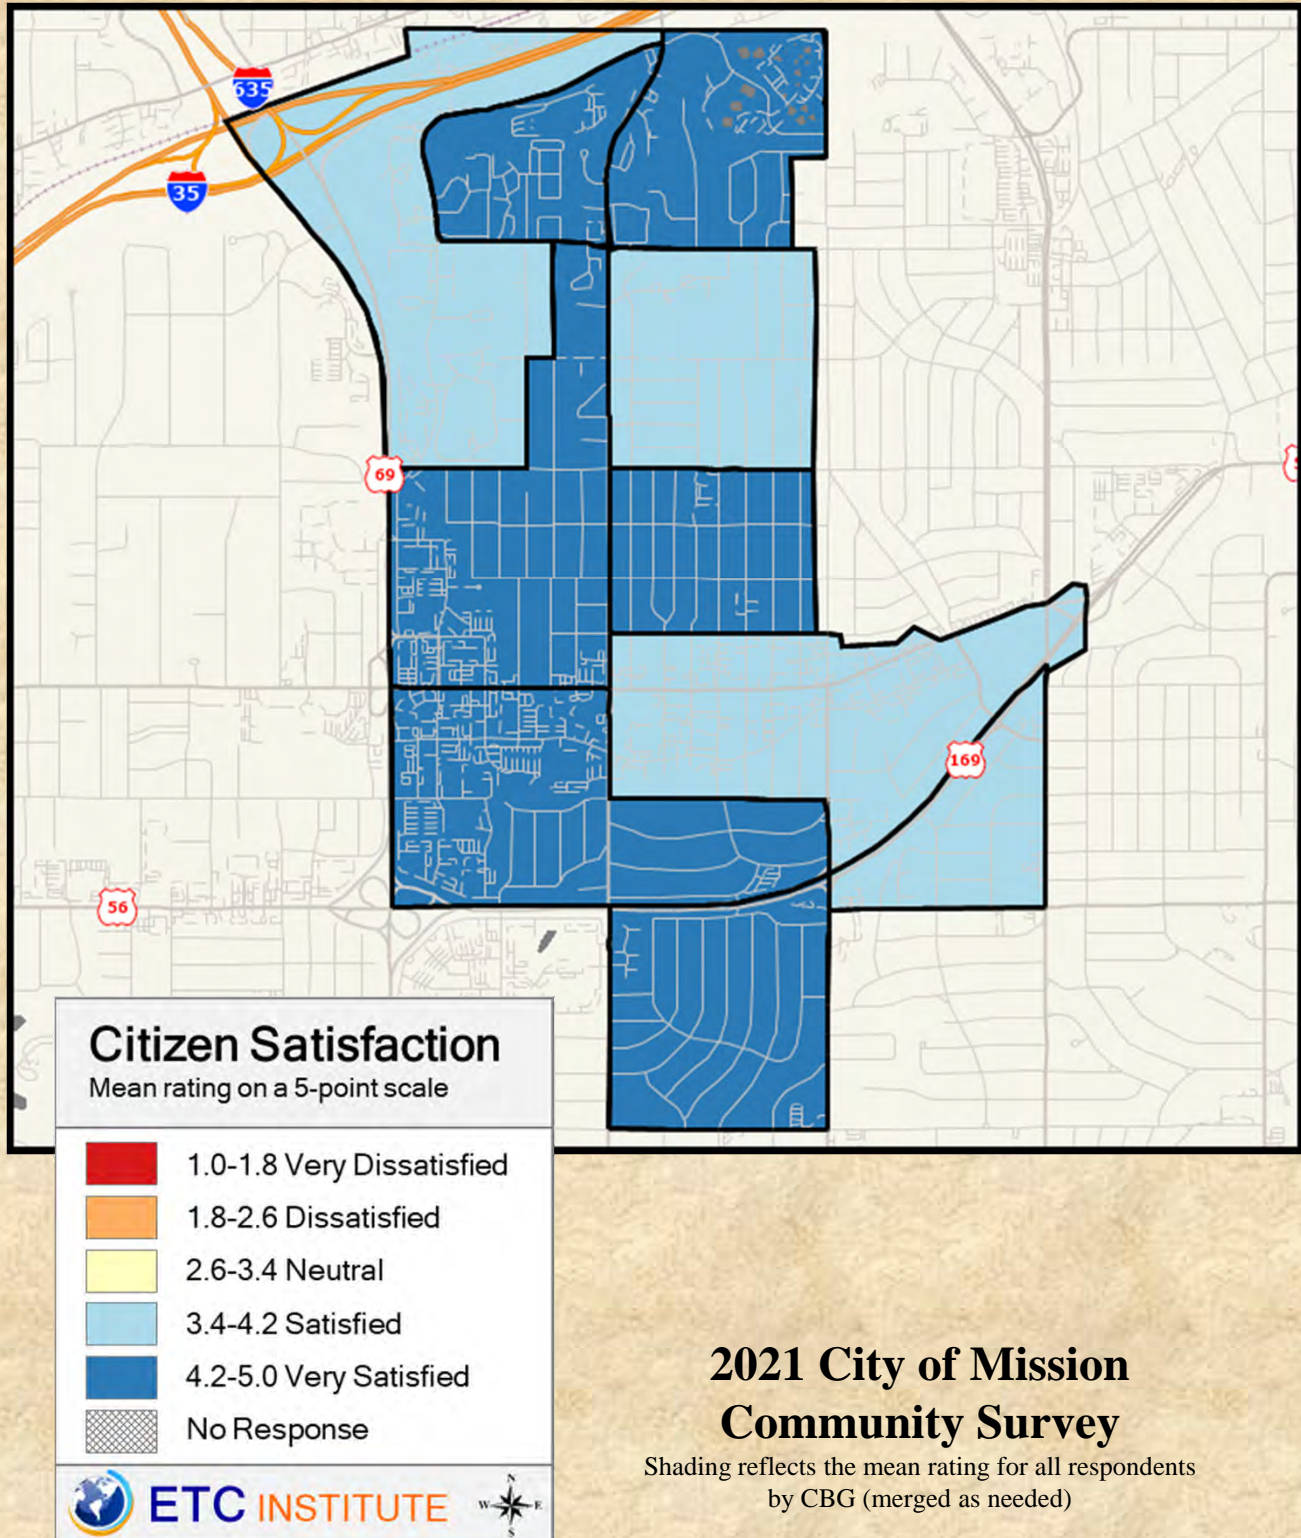 635
35
69
169
56
Citizen Satisfaction
Mean rating on a 5-point scale
1.0-1.8 Very Dissatisfied
1.8-2.6 Dissatisfied
2.6-3.4 Neutral
3.4-4.2 Satisfied
4.2-5.0 Very Satisfied
No Response
ETC INSTITUTE
N
W E
S
2021 City of Mission
Community Survey
Shading reflects the mean rating for all respondents
by CBG (merged as needed)